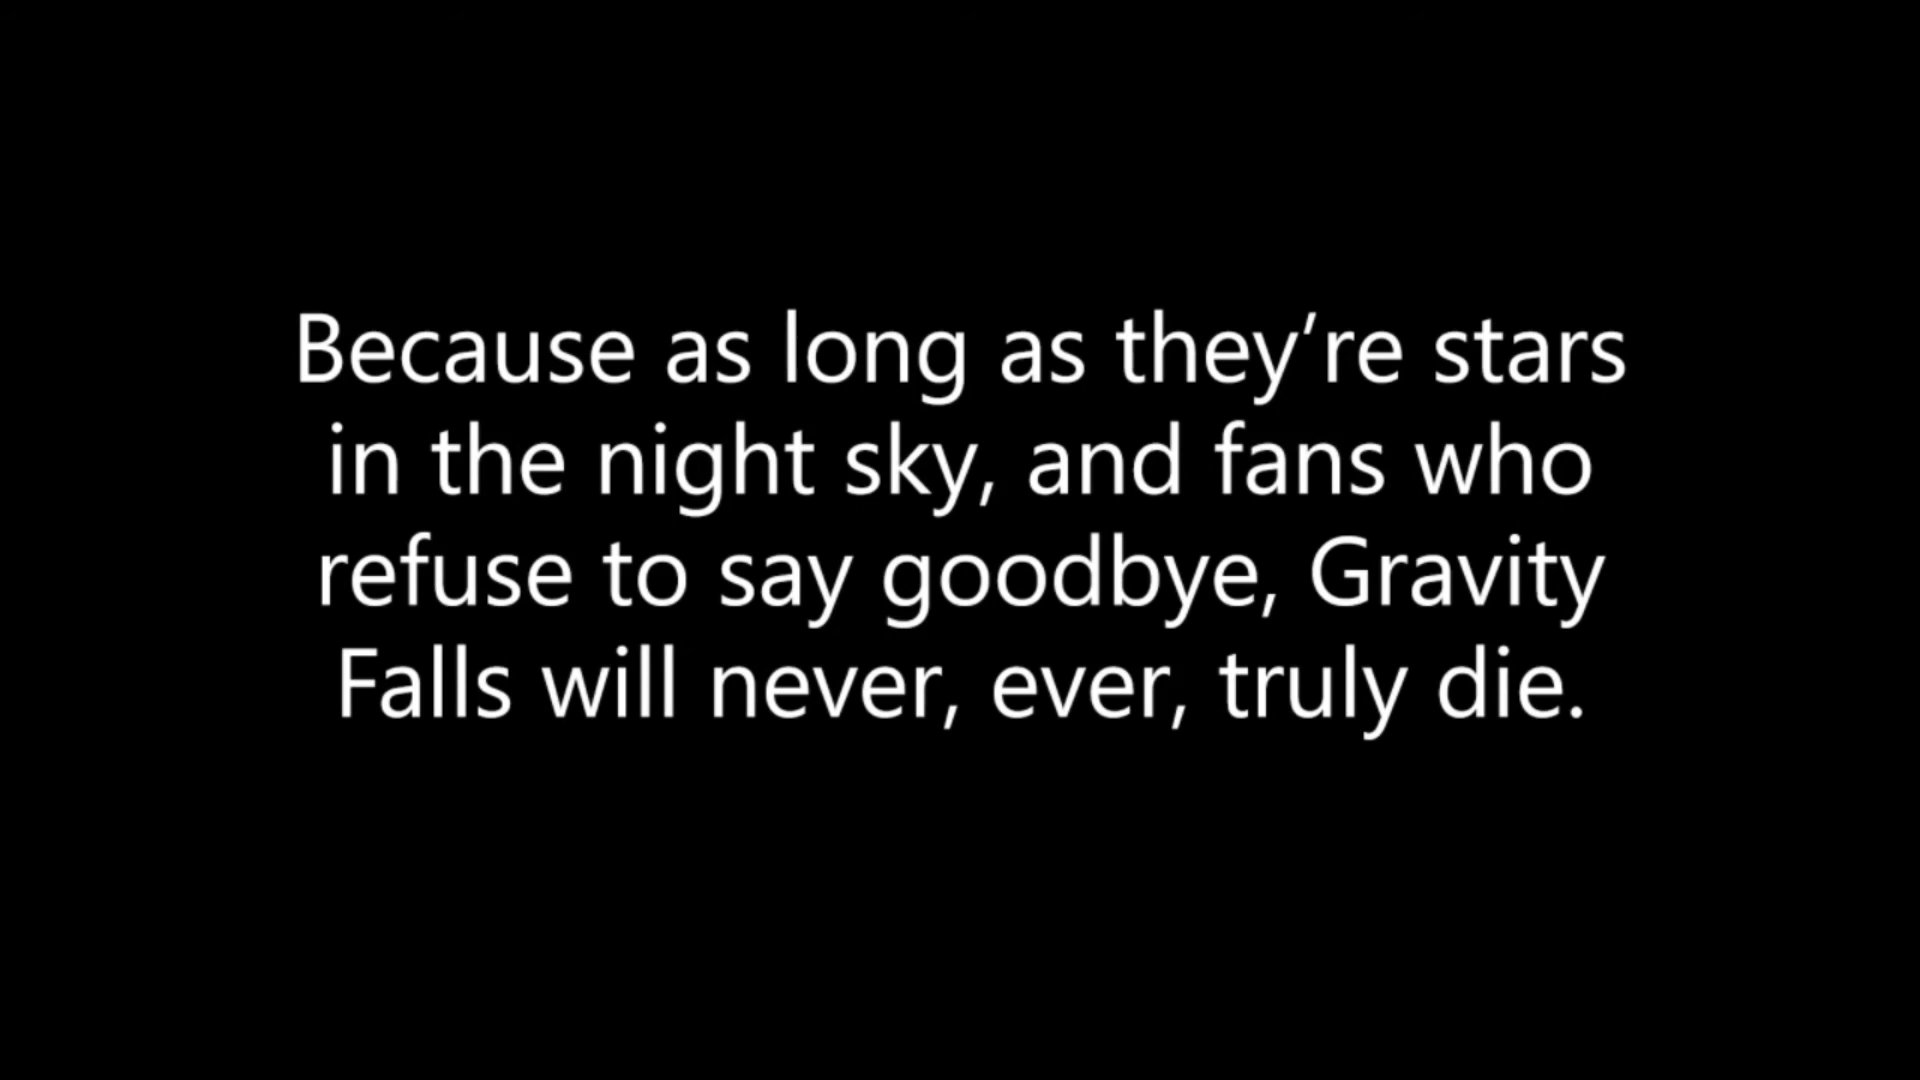 Because as long as they’re stars
in the night sky, and fans who
refuse to say goodbye, Gravity
Falls will never, ever, truly die.